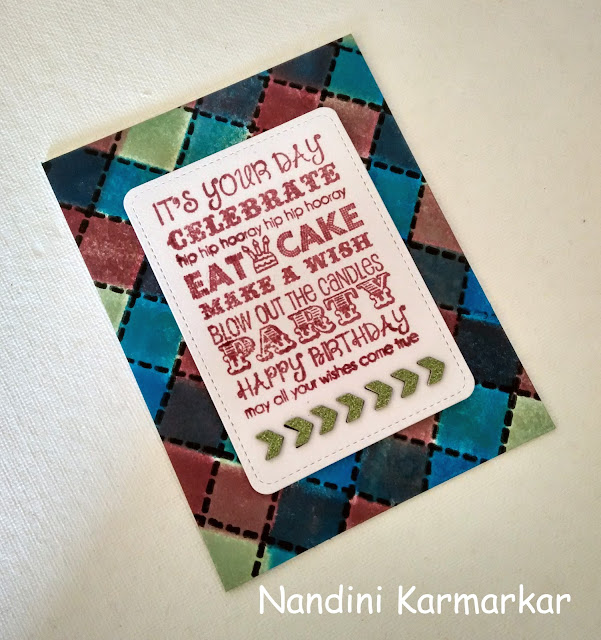 IT'S YOUR DAY
CELEBRATE
hip hip hooray hip hip hooray
EAT CAKE
MAKE A WISH
BLOW OUT THE CANDLES
PARTY
HAPPY BIRTHDAY
may all your wishes come true
Nandini Karmarkar